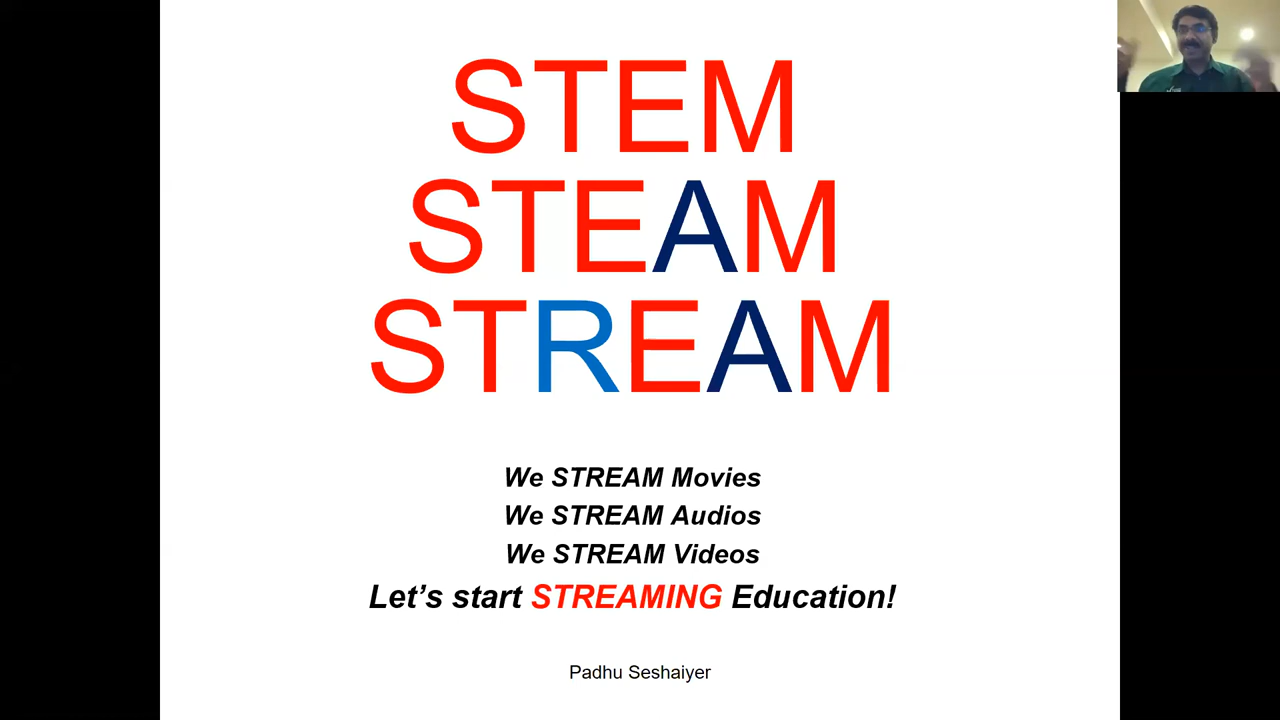 STEM
STEAM
STREAM
We STREAM Movies
We STREAM Audios
We STREAM Videos
Let’s start STREAMING Education!
Padhu Seshaiyer